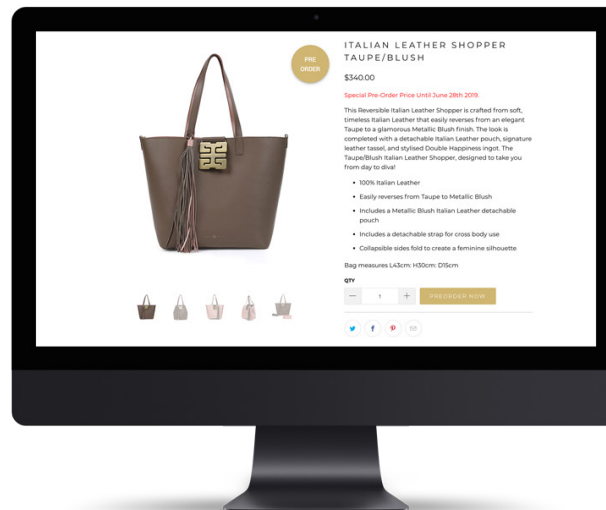 PRE
ORDER
ITALIAN LEATHER SHOPPER
TAUPE/BLUSH
$340.00
Special Pre-Order Price Until June 28th 2019.
This Reversible Italian Leather Shopper is crafted from soft,
timeless Italian Leather that easily reverses from an elegant
Taupe to a glamorous Metallic Blush finish. The look is
completed with a detachable Italian Leather pouch, signature
leather tassel, and stylised Double Happiness ingot. The
Taupe/Blush Italian Leather Shopper, designed to take you
from day to diva!
• 100% Italian Leather
• Easily reverses from Taupe to Metallic Blush
• Includes a Metallic Blush Italian Leather detachable
pouch
• Includes a detachable strap for cross body use
• Collapsible sides fold to create a feminine silhouette
Bag measures L43cm: H30cm: D15cm
QTY
1
PREORDER NOW